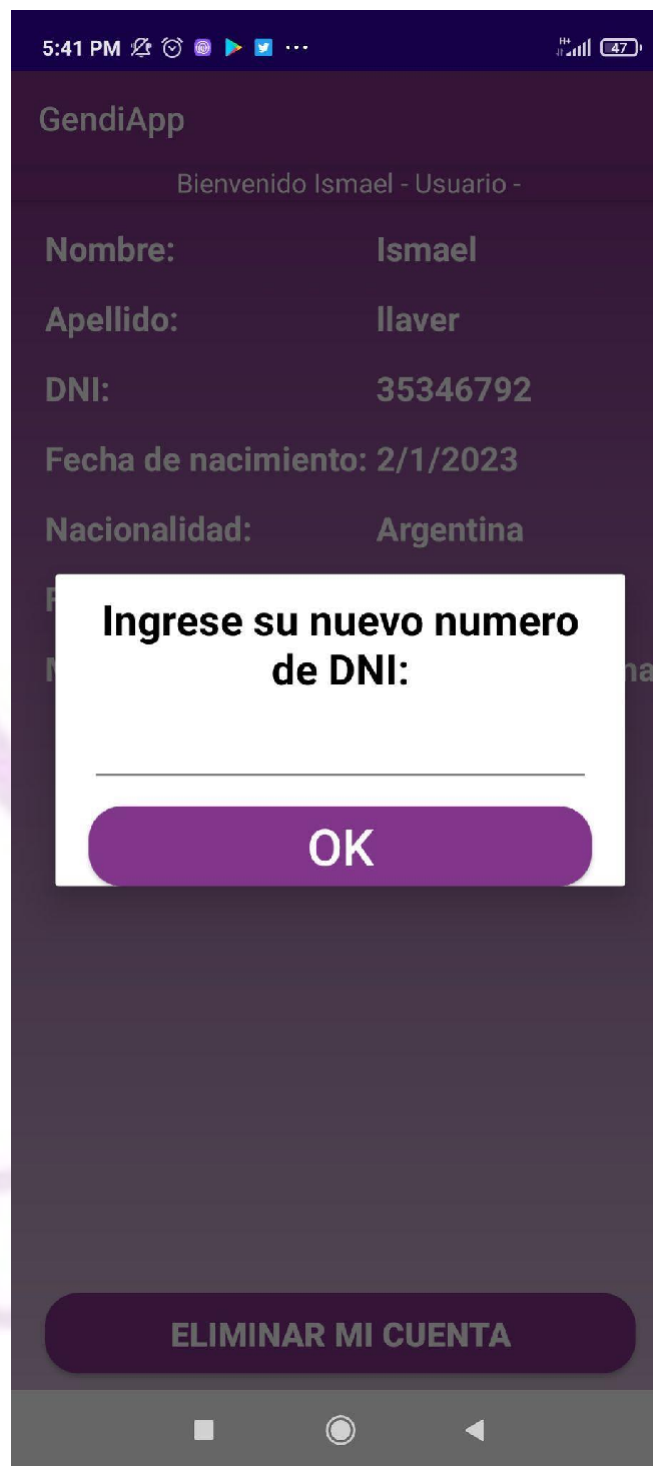 5:41 PM ··· H+ 47
GendiApp
Bienvenido Ismael - Usuario -
Nombre: Ismael
Apellido: llaver
DNI: 35346792
Fecha de nacimiento: 2/1/2023
Nacionalidad: Argentina
Ingrese su nuevo numero
de DNI:
OK
ELIMINAR MI CUENTA